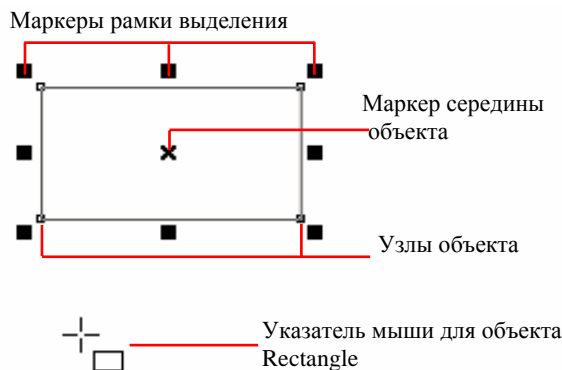 Маркеры рамки выделения
Маркер середины
объекта
Узлы объекта
Указатель мыши для объекта
Rectangle